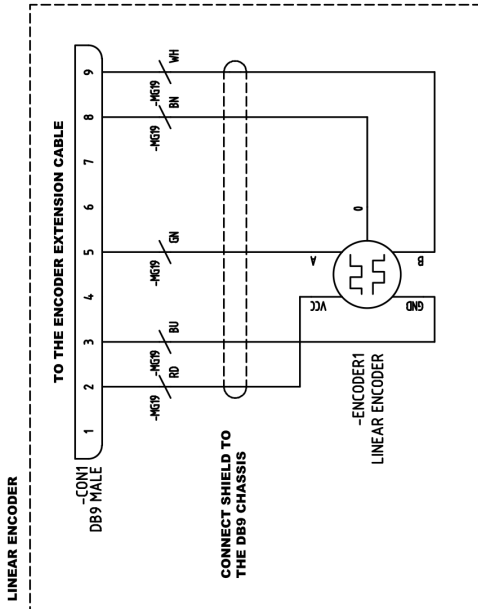 LINEAR ENCODER
TO THE ENCODER EXTENSION CABLE
-CON1
DB9 MALE
1 2 3 4 5 6 7 8 9
-MG19 RD
-MG19 BU
-MG19 GN
-MG19 BN
-MG19 WH
CONNECT SHIELD TO
THE DB9 CHASSIS
VCC
A
0
GND
B
-ENCODER1
LINEAR ENCODER